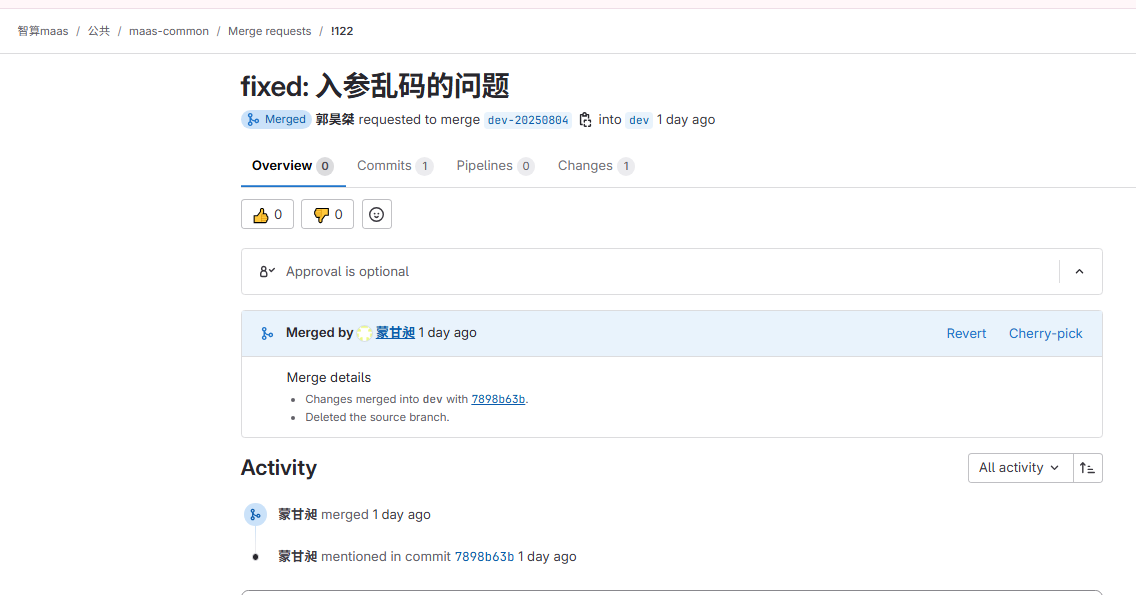 智算maas / 公共 / maas-common / Merge requests / !122
fixed: 入参乱码的问题
Merged 郭昊桀 requested to merge dev-20250804 into dev 1 day ago
Overview 0 Commits 1 Pipelines 0 Changes 1
0 0
Approval is optional
Merged by 蒙甘昶 1 day ago Revert Cherry-pick
Merge details
Changes merged into dev with 7898b63b.
Deleted the source branch.
Activity All activity
蒙甘昶 merged 1 day ago
蒙甘昶 mentioned in commit 7898b63b 1 day ago